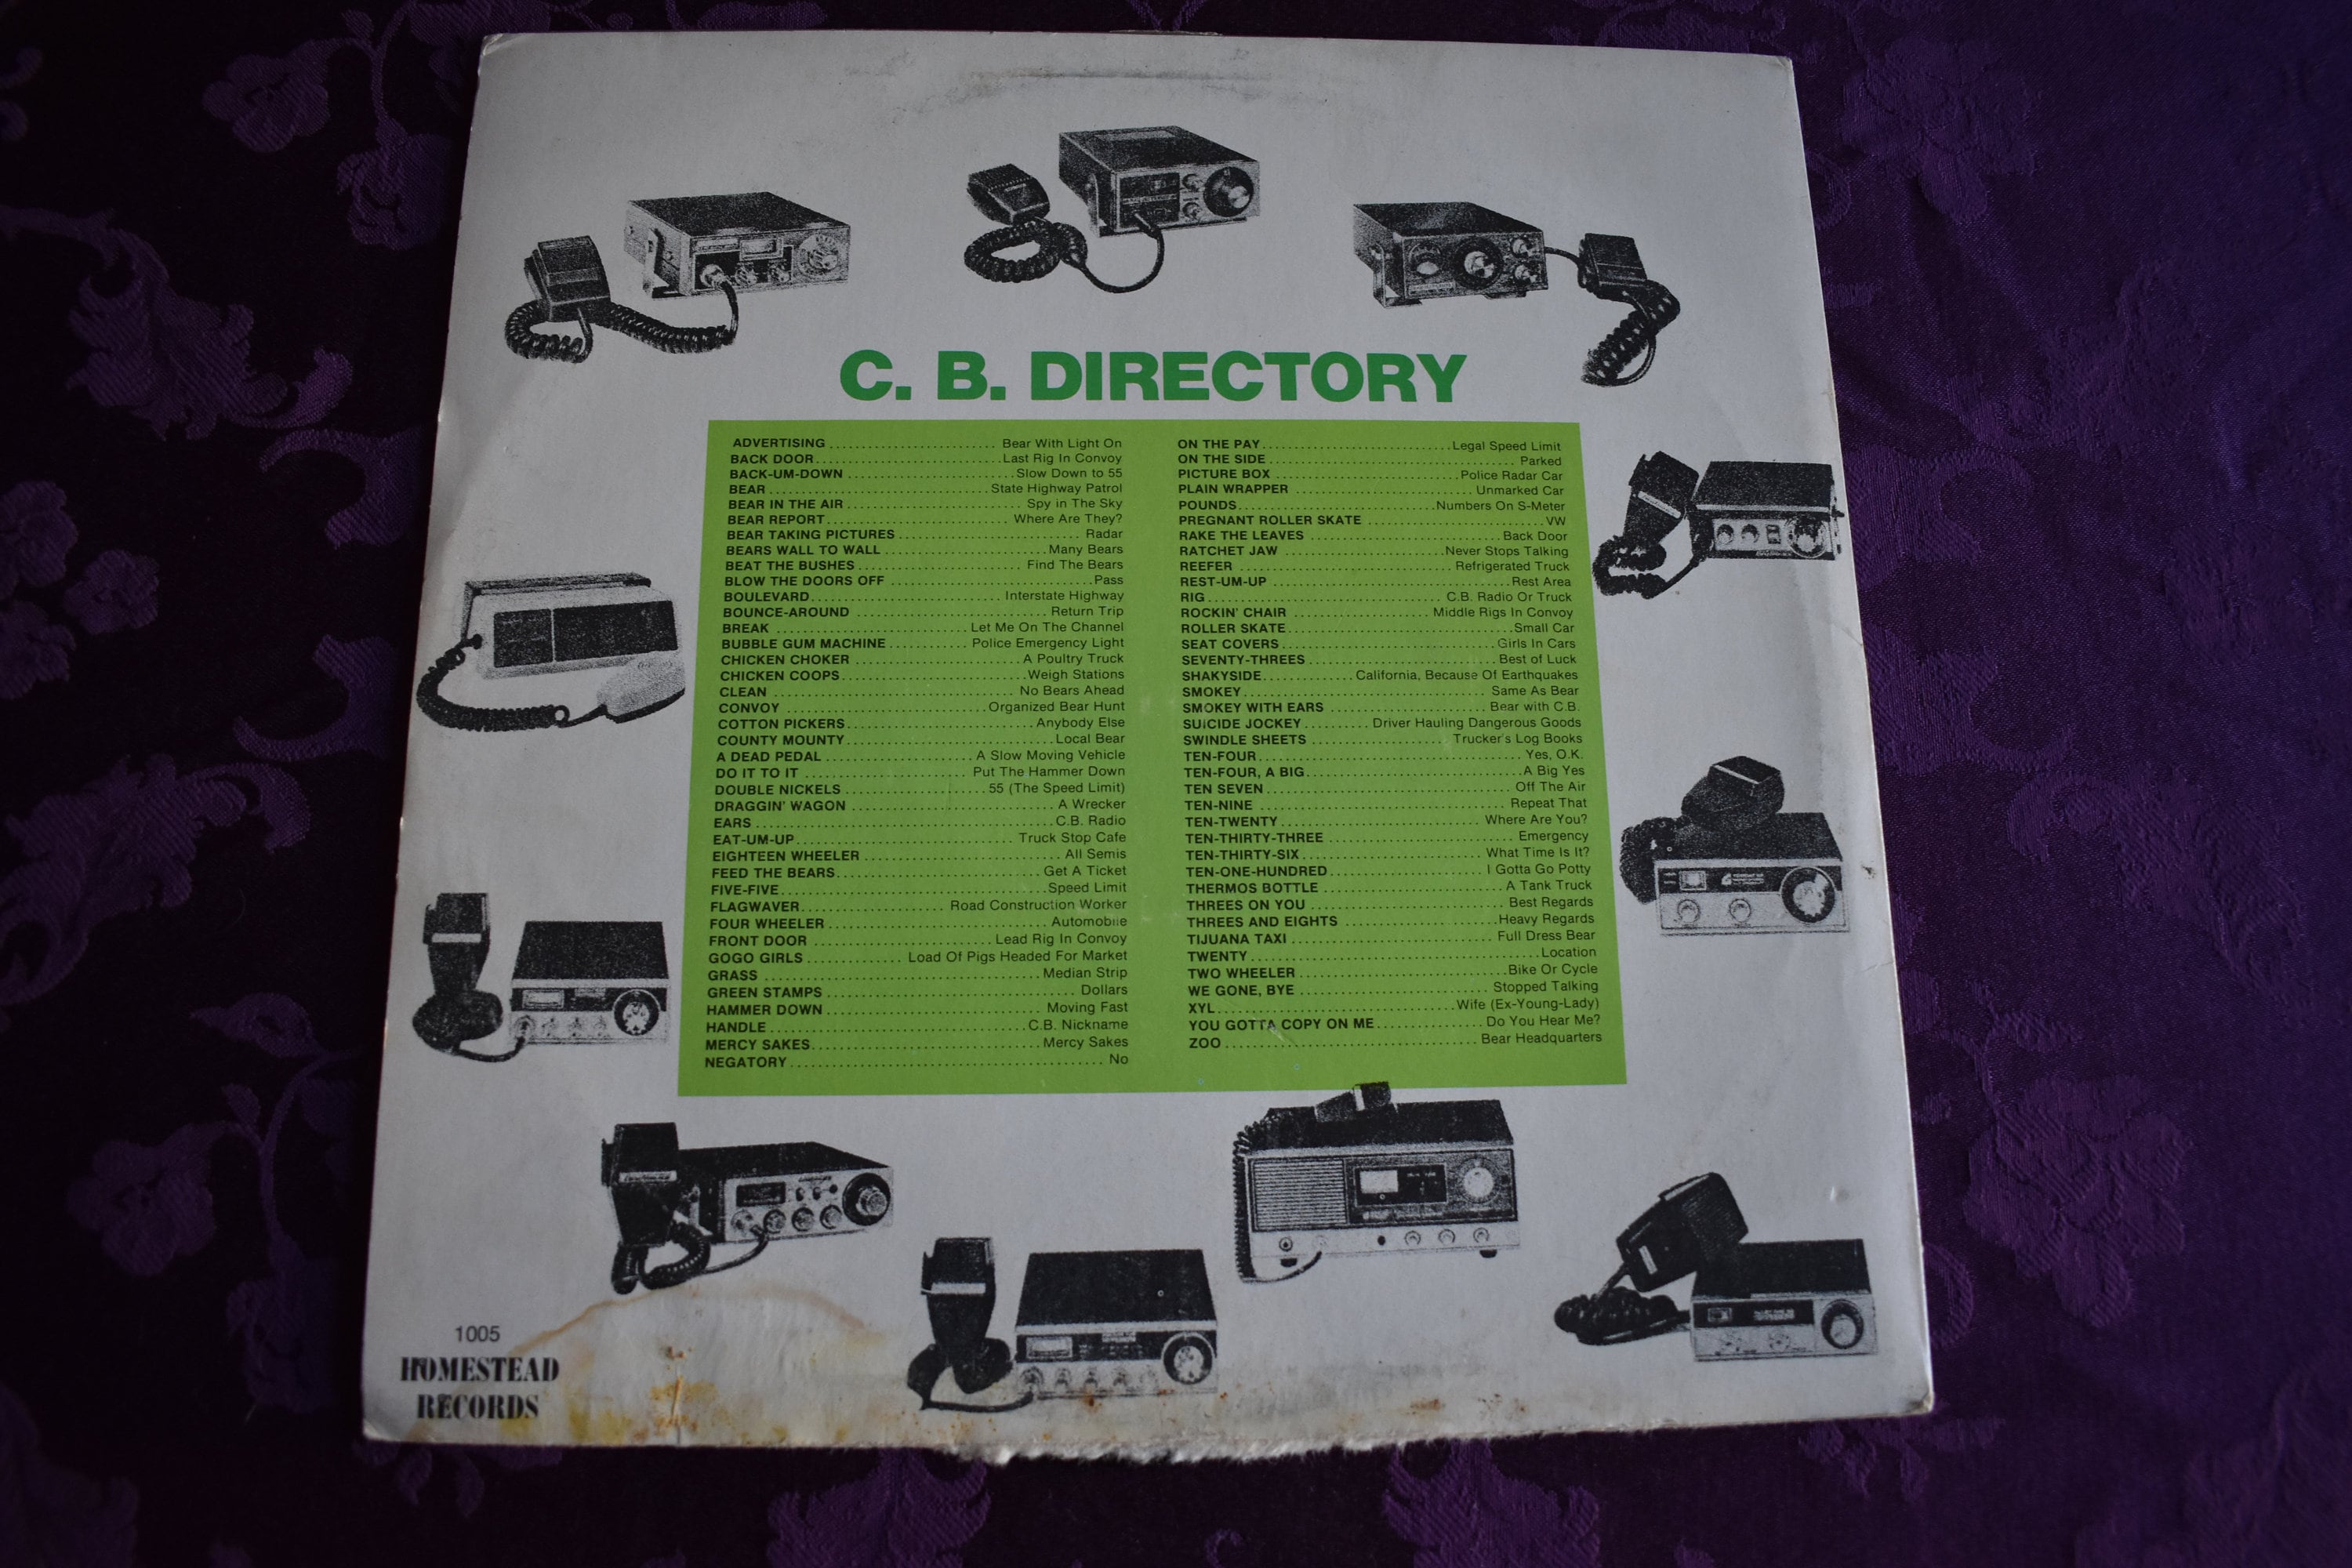 C. B. DIRECTORY
ADVERTISING ........................ Bear With Light On
BACK DOOR ........................ Last Rig In Convoy
BACK-UM-DOWN ........................ Slow Down to 55
BEAR ........................ State Highway Patrol
BEAR IN THE AIR ........................ Spy in The Sky
BEAR REPORT ........................ Where Are They?
BEAR TAKING PICTURES ........................ Radar
BEARS WALL TO WALL ........................ Many Bears
BEAT THE BUSHES ........................ Find The Bears
BLOW THE DOORS OFF ........................ Pass
BOULEVARD ........................ Interstate Highway
BOUNCE-AROUND ........................ Return Trip
BREAK ........................ Let Me On The Channel
BUBBLE GUM MACHINE ........... Police Emergency Light
CHICKEN CHOKER ........................ A Poultry Truck
CHICKEN COOPS ........................ Weigh Stations
CLEAN ........................ No Bears Ahead
CONVOY ........................ Organized Bear Hunt
COTTON PICKERS ........................ Anybody Else
COUNTY MOUNTY ........................ Local Bear
A DEAD PEDAL ........................ A Slow Moving Vehicle
DO IT TO IT ........................ Put The Hammer Down
DOUBLE NICKELS ........................ 55 (The Speed Limit)
DRAGGIN' WAGON ........................ A Wrecker
EARS ........................ C.B. Radio
EAT-UM-UP ........................ Truck Stop Cafe
EIGHTEEN WHEELER ........................ All Semis
FEED THE BEARS ........................ Get A Ticket
FIVE-FIVE ........................ Speed Limit
FLAGWAVER ........................ Road Construction Worker
FOUR WHEELER ........................ Automobile
FRONT DOOR ........................ Lead Rig In Convoy
GOGO GIRLS ............. Load Of Pigs Headed For Market
GRASS ........................ Median Strip
GREEN STAMPS ........................ Dollars
HAMMER DOWN ........................ Moving Fast
HANDLE ........................ C.B. Nickname
MERCY SAKES ........................ Mercy Sakes
NEGATORY ........................ No
ON THE PAY ........................ Legal Speed Limit
ON THE SIDE ........................ Parked
PICTURE BOX ........................ Police Radar Car
PLAIN WRAPPER ........................ Unmarked Car
POUNDS ........................ Numbers On S-Meter
PREGNANT ROLLER SKATE ........................ VW
RAKE THE LEAVES ........................ Back Door
RATCHET JAW ........................ Never Stops Talking
REEFER ........................ Refrigerated Truck
REST-UM-UP ........................ Rest Area
RIG ........................ C.B. Radio Or Truck
ROCKIN' CHAIR ........................ Middle Rigs In Convoy
ROLLER SKATE ........................ Small Car
SEAT COVERS ........................ Girls In Cars
SEVENTY-THREES ........................ Best of Luck
SHAKYSIDE ............. California, Because Of Earthquakes
SMOKEY ........................ Same As Bear
SMOKEY WITH EARS ........................ Bear with C.B.
SUICIDE JOCKEY ......... Driver Hauling Dangerous Goods
SWINDLE SHEETS ........................ Trucker's Log Books
TEN-FOUR ........................ Yes, O.K.
TEN-FOUR, A BIG ........................ A Big Yes
TEN SEVEN ........................ Off The Air
TEN-NINE ........................ Repeat That
TEN-TWENTY ........................ Where Are You?
TEN-THIRTY-THREE ........................ Emergency
TEN-THIRTY-SIX ........................ What Time Is It?
TEN-ONE-HUNDRED ........................ I Gotta Go Potty
THERMOS BOTTLE ........................ A Tank Truck
THREES ON YOU ........................ Best Regards
THREES AND EIGHTS ........................ Heavy Regards
TIJUANA TAXI ........................ Full Dress Bear
TWENTY ........................ Location
TWO WHEELER ........................ Bike Or Cycle
WE GONE, BYE ........................ Stopped Talking
XYL ........................ Wife (Ex-Young-Lady)
YOU GOTTA COPY ON ME ............... Do You Hear Me?
ZOO ........................ Bear Headquarters
1005
HOMESTEAD
RECORDS